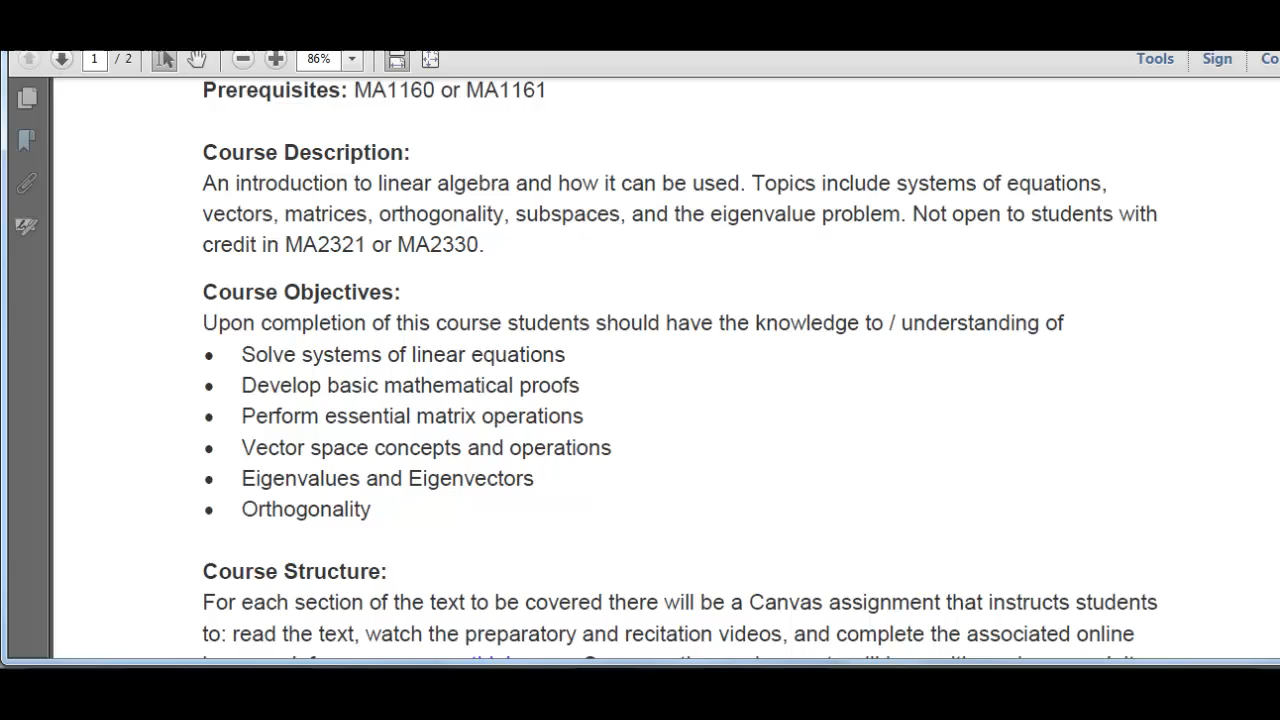 1 / 2 86% Tools Sign Co
Prerequisites: MA1160 or MA1161
Course Description:
An introduction to linear algebra and how it can be used. Topics include systems of equations,
vectors, matrices, orthogonality, subspaces, and the eigenvalue problem. Not open to students with
credit in MA2321 or MA2330.
Course Objectives:
Upon completion of this course students should have the knowledge to / understanding of
• Solve systems of linear equations
• Develop basic mathematical proofs
• Perform essential matrix operations
• Vector space concepts and operations
• Eigenvalues and Eigenvectors
• Orthogonality
Course Structure:
For each section of the text to be covered there will be a Canvas assignment that instructs students
to: read the text, watch the preparatory and recitation videos, and complete the associated online